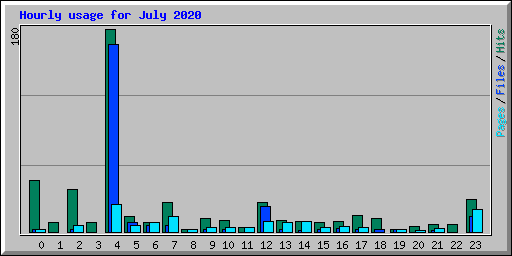 Hourly usage for July 2020
180
Pages/Files/Hits
0 1 2 3 4 5 6 7 8 9 10 11 12 13 14 15 16 17 18 19 20 21 22 23